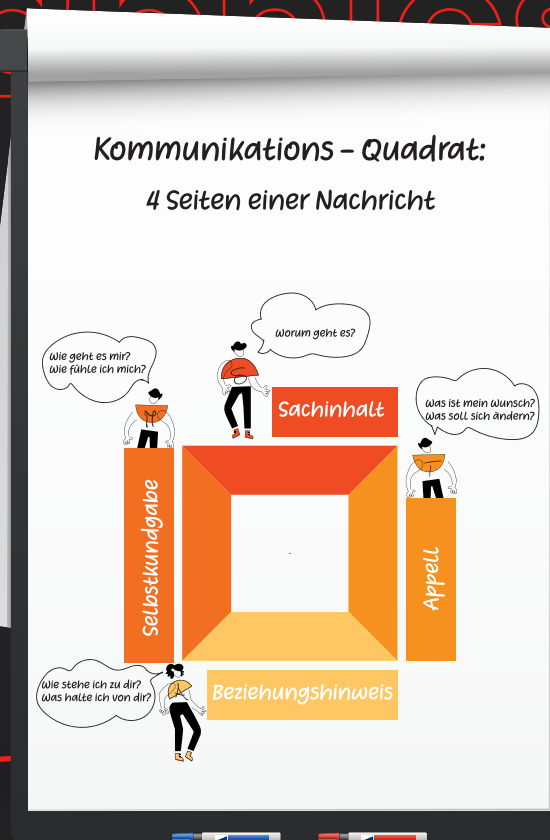 Kommunikations - Quadrat:
4 Seiten einer Nachricht
Worum geht es?
Wie geht es mir?
Wie fühle ich mich?
Sachinhalt
Was ist mein Wunsch?
Was soll sich ändern?
Selbstkundgabe
Appell
Wie stehe ich zu dir?
Was halte ich von dir?
Beziehungshinweis